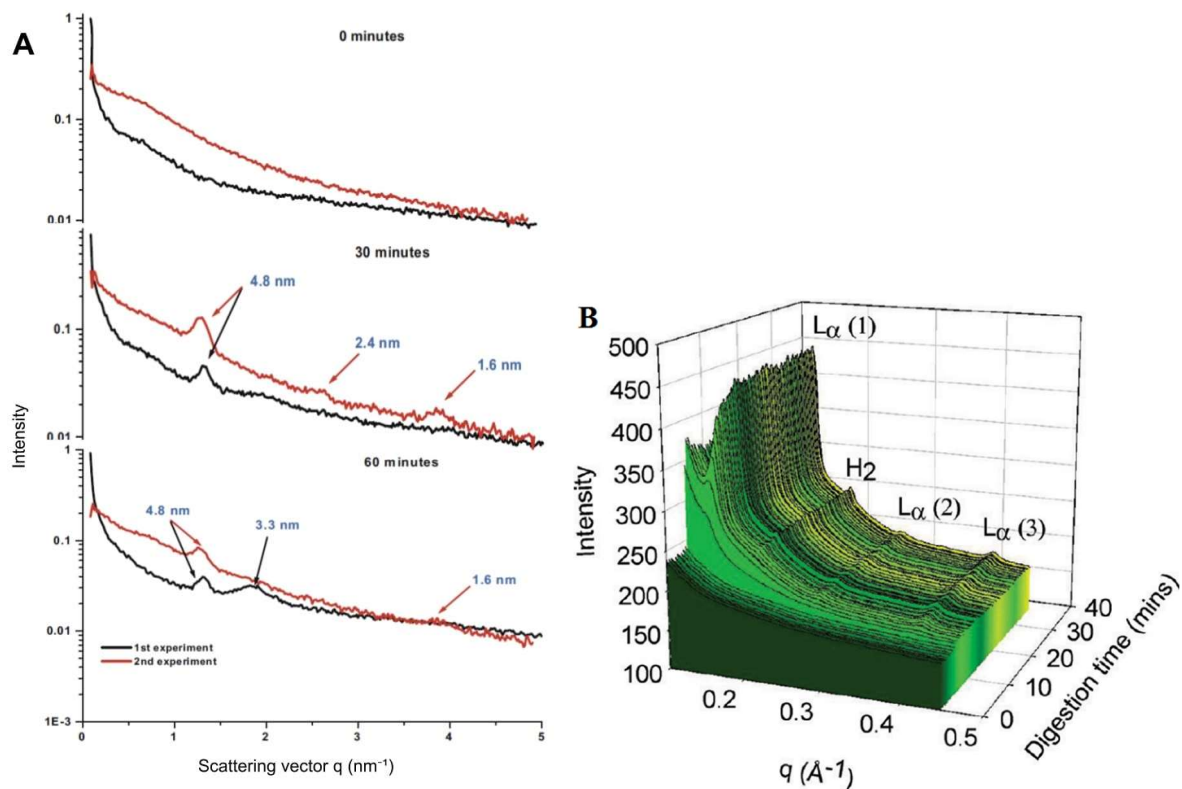 A
1
0 minutes
0.1
0.01
30 minutes
4.8 nm
0.1
2.4 nm
1.6 nm
0.01
1
60 minutes
4.8 nm
3.3 nm
0.1
1.6 nm
0.01
1st experiment
2nd experiment
1E-3
0 1 2 3 4 5
Intensity
Scattering vector q (nm⁻¹)
B
Lα (1)
H2
Lα (2)
Lα (3)
500
450
400
350
300
250
200
150
100
Intensity
0.2 0.3 0.4 0.5
q (Å-1)
0 10 20 30 40
Digestion time (mins)